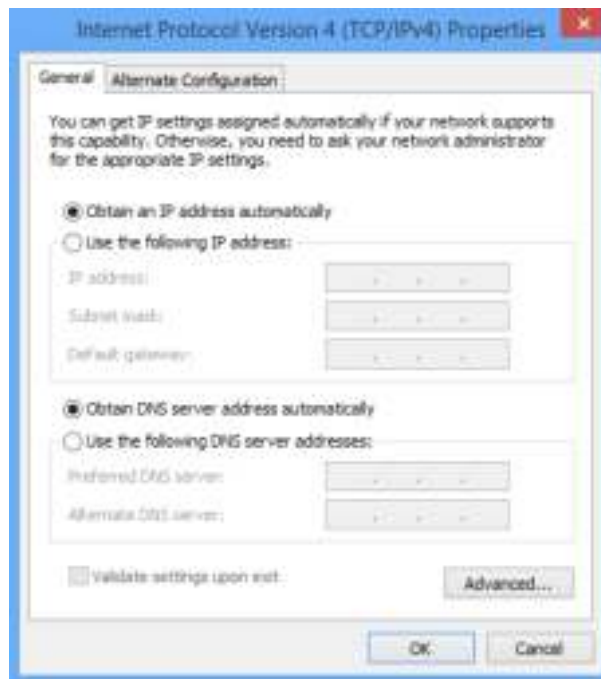 Internet Protocol Version 4 (TCP/IPv4) Properties
General
Alternate Configuration
You can get IP settings assigned automatically if your network supports
this capability. Otherwise, you need to ask your network administrator
for the appropriate IP settings.
Obtain an IP address automatically
Use the following IP address:
IP address:
Subnet mask:
Default gateway:
Obtain DNS server address automatically
Use the following DNS server addresses:
Preferred DNS server:
Alternate DNS server:
Validate settings upon exit
Advanced...
OK
Cancel